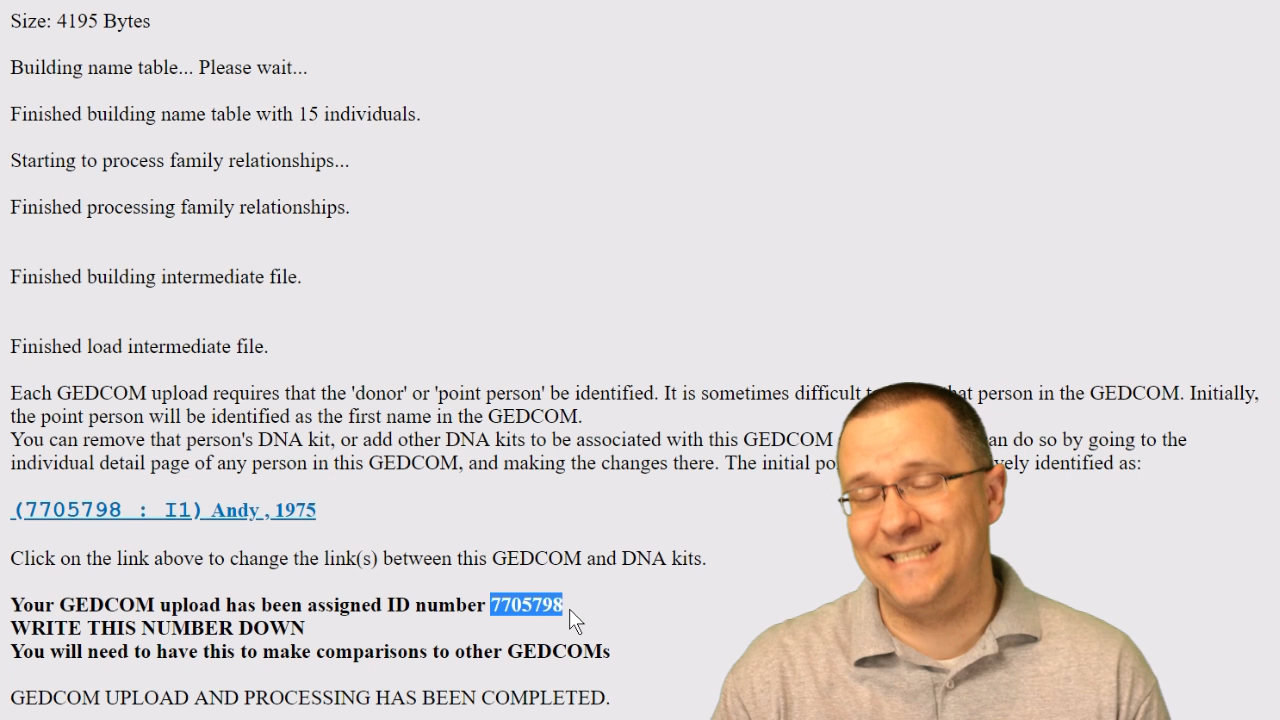 Size: 4195 Bytes
Building name table... Please wait...
Finished building name table with 15 individuals.
Starting to process family relationships...
Finished processing family relationships.
Finished building intermediate file.
Finished load intermediate file.
Each GEDCOM upload requires that the 'donor' or 'point person' be identified. It is sometimes difficult person in the GEDCOM. Initially,
the point person will be identified as the first name in the GEDCOM.
You can remove that person's DNA kit, or add other DNA kits to be associated with this GEDCOM do so by going to the
individual detail page of any person in this GEDCOM, and making the changes there. The initial identified as:
(7705798 : I1) Andy , 1975
Click on the link above to change the link(s) between this GEDCOM and DNA kits.
Your GEDCOM upload has been assigned ID number 7705798
WRITE THIS NUMBER DOWN
You will need to have this to make comparisons to other GEDCOMs
GEDCOM UPLOAD AND PROCESSING HAS BEEN COMPLETED.